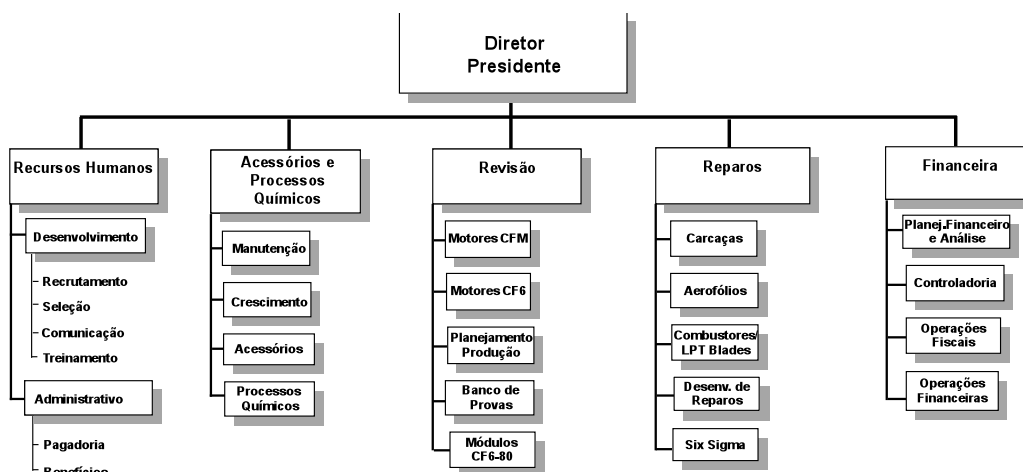 Diretor
Presidente
Recursos Humanos
Desenvolvimento
Recrutamento
Seleção
Comunicação
Treinamento
Administrativo
Pagadoria
Benefícios
Acessórios e
Processos
Químicos
Manutenção
Crescimento
Acessórios
Processos
Químicos
Revisão
Motores CFM
Motores CF6
Planejamento
Produção
Banco de
Provas
Módulos
CF6-80
Reparos
Carcaças
Aerofólios
Combustores/
LPT Blades
Desenv. de
Reparos
Six Sigma
Financeira
Planej.Financeiro
e Análise
Controladoria
Operações
Fiscais
Operações
Financeiras